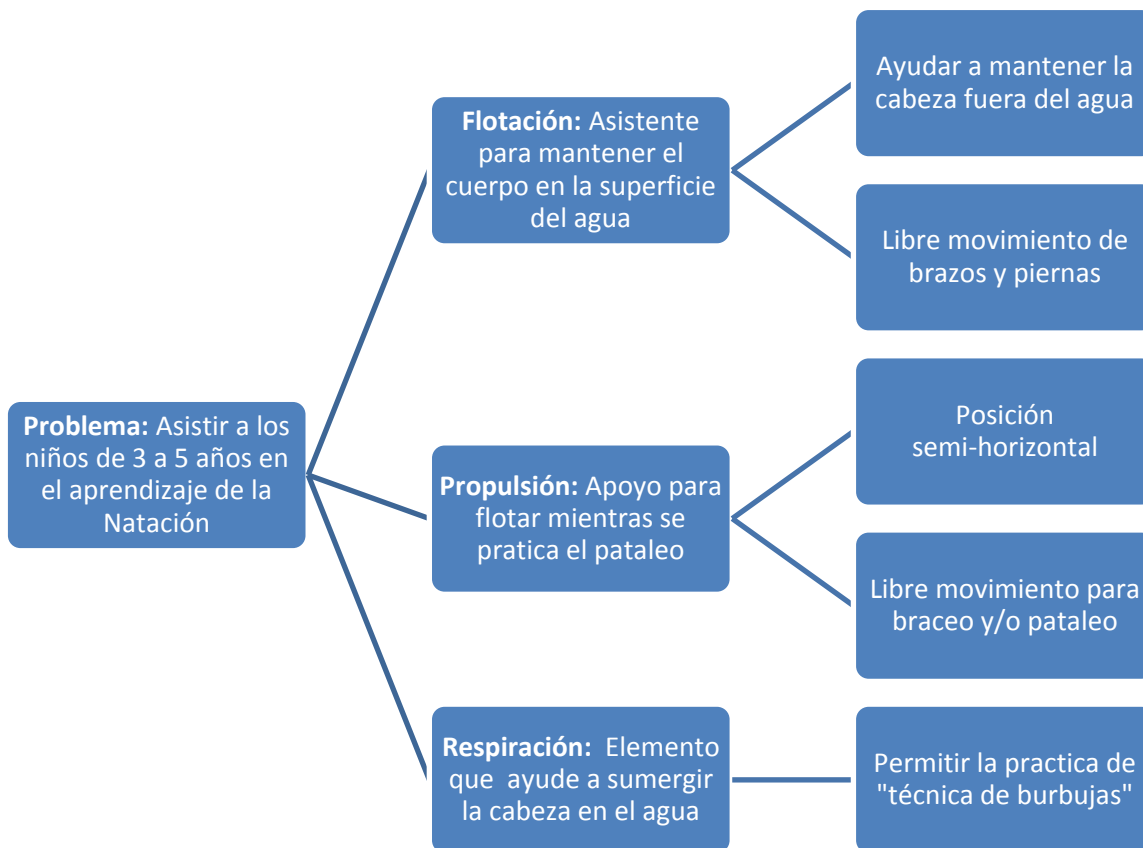 Problema: Asistir a los
niños de 3 a 5 años en
el aprendizaje de la
Natación
Flotación: Asistente
para mantener el
cuerpo en la superficie
del agua
Ayudar a mantener la
cabeza fuera del agua
Libre movimiento de
brazos y piernas
Propulsión: Apoyo para
flotar mientras se
pratica el pataleo
Posición
semi-horizontal
Libre movimiento para
braceo y/o pataleo
Respiración: Elemento
que ayude a sumergir
la cabeza en el agua
Permitir la practica de
"técnica de burbujas"